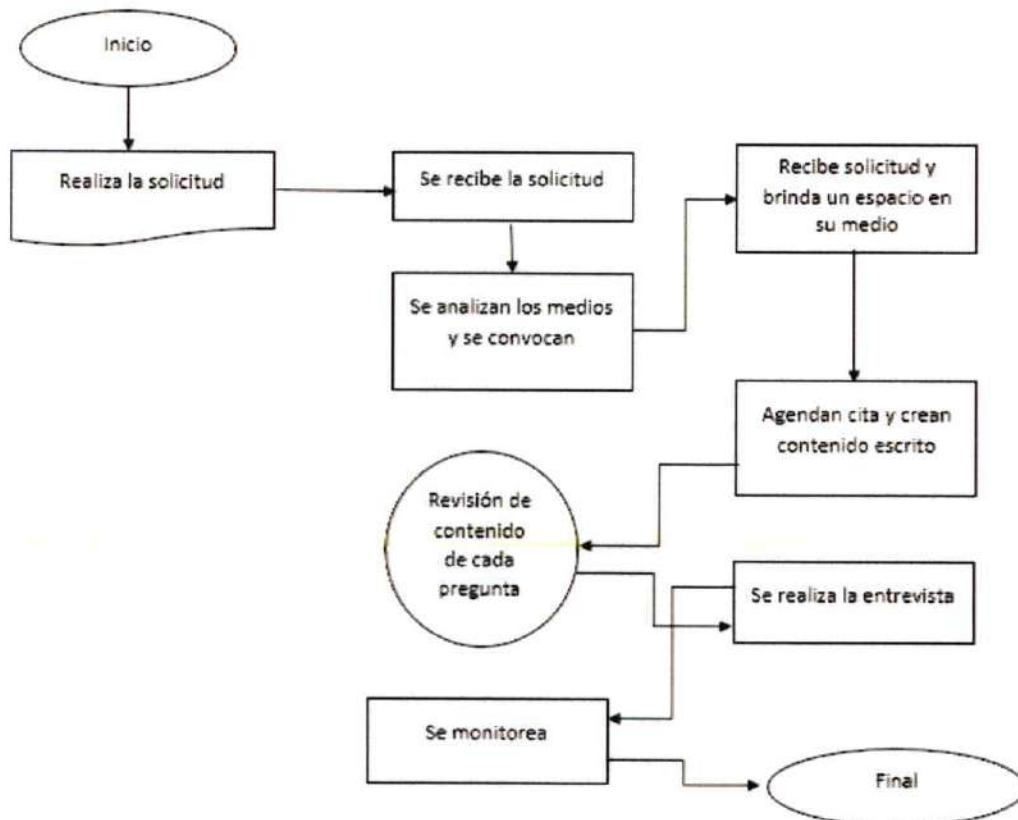 Inicio
Realiza la solicitud
Se recibe la solicitud
Se analizan los medios
y se convocan
Recibe solicitud y
brinda un espacio en
su medio
Agendan cita y crean
contenido escrito
Revisión de
contenido
de cada
pregunta
Se realiza la entrevista
Se monitorea
Final